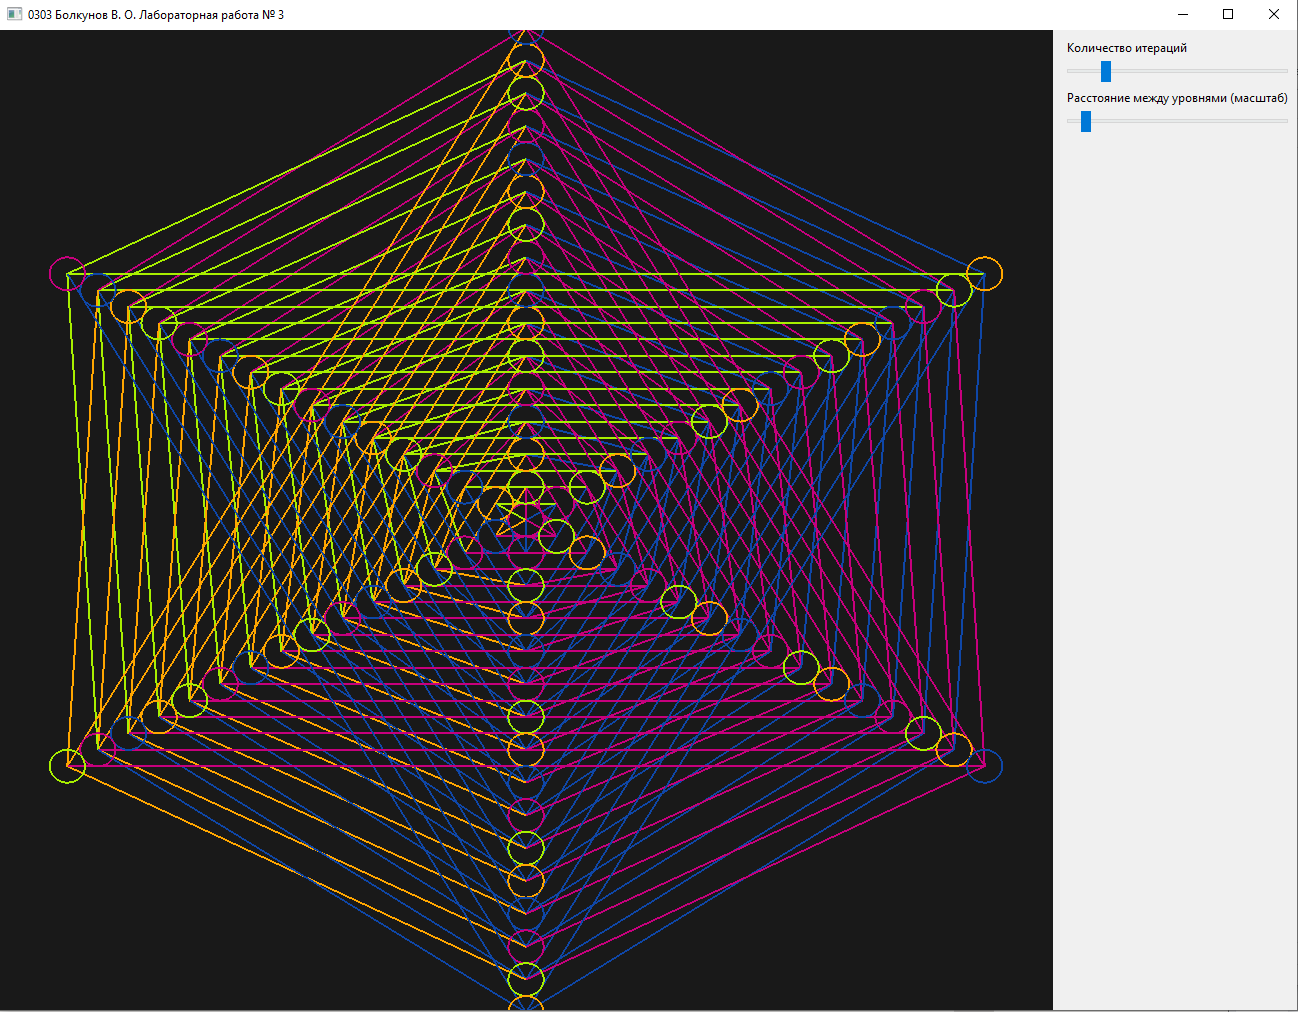 0303 Болкунов В. О. Лабораторная работа № 3
Количество итераций
Расстояние между уровнями (масштаб)